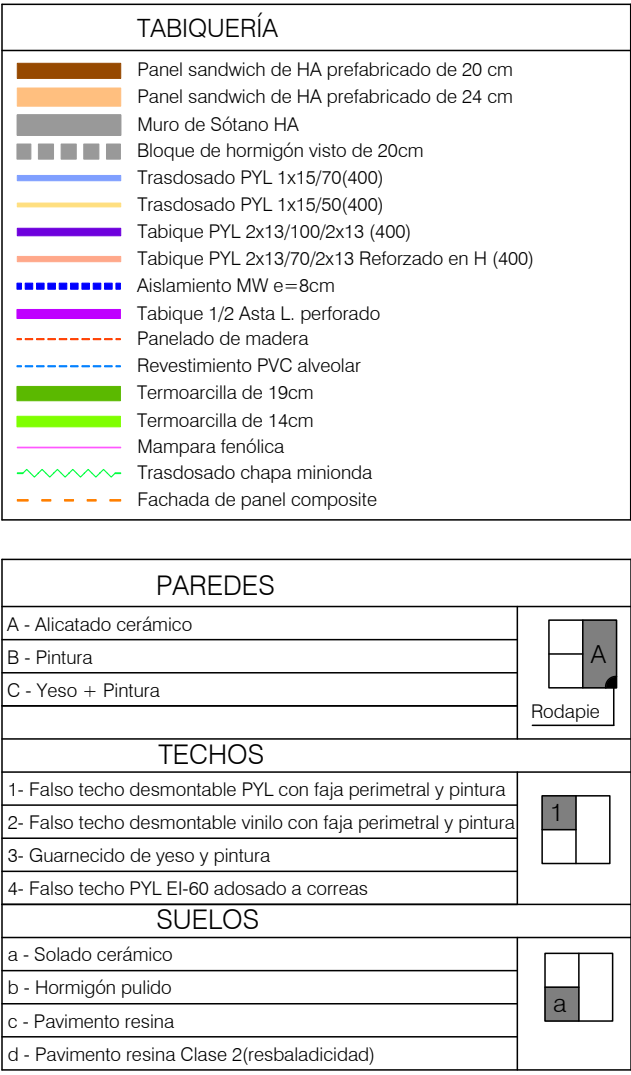 TABIQUERÍA
Panel sandwich de HA prefabricado de 20 cm
Panel sandwich de HA prefabricado de 24 cm
Muro de Sótano HA
Bloque de hormigón visto de 20cm
Trasdosado PYL 1x15/70(400)
Trasdosado PYL 1x15/50(400)
Tabique PYL 2x13/100/2x13 (400)
Tabique PYL 2x13/70/2x13 Reforzado en H (400)
Aislamiento MW e=8cm
Tabique 1/2 Asta L. perforado
Panelado de madera
Revestimiento PVC alveolar
Termoarcilla de 19cm
Termoarcilla de 14cm
Mampara fenólica
Trasdosado chapa minionda
Fachada de panel composite
PAREDES
A - Alicatado cerámico
B - Pintura
C - Yeso + Pintura
A
Rodapie
TECHOS
1- Falso techo desmontable PYL con faja perimetral y pintura
2- Falso techo desmontable vinilo con faja perimetral y pintura
3- Guarnecido de yeso y pintura
4- Falso techo PYL EI-60 adosado a correas
1
SUELOS
a - Solado cerámico
b - Hormigón pulido
c - Pavimento resina
d - Pavimento resina Clase 2(resbaladicidad)
a